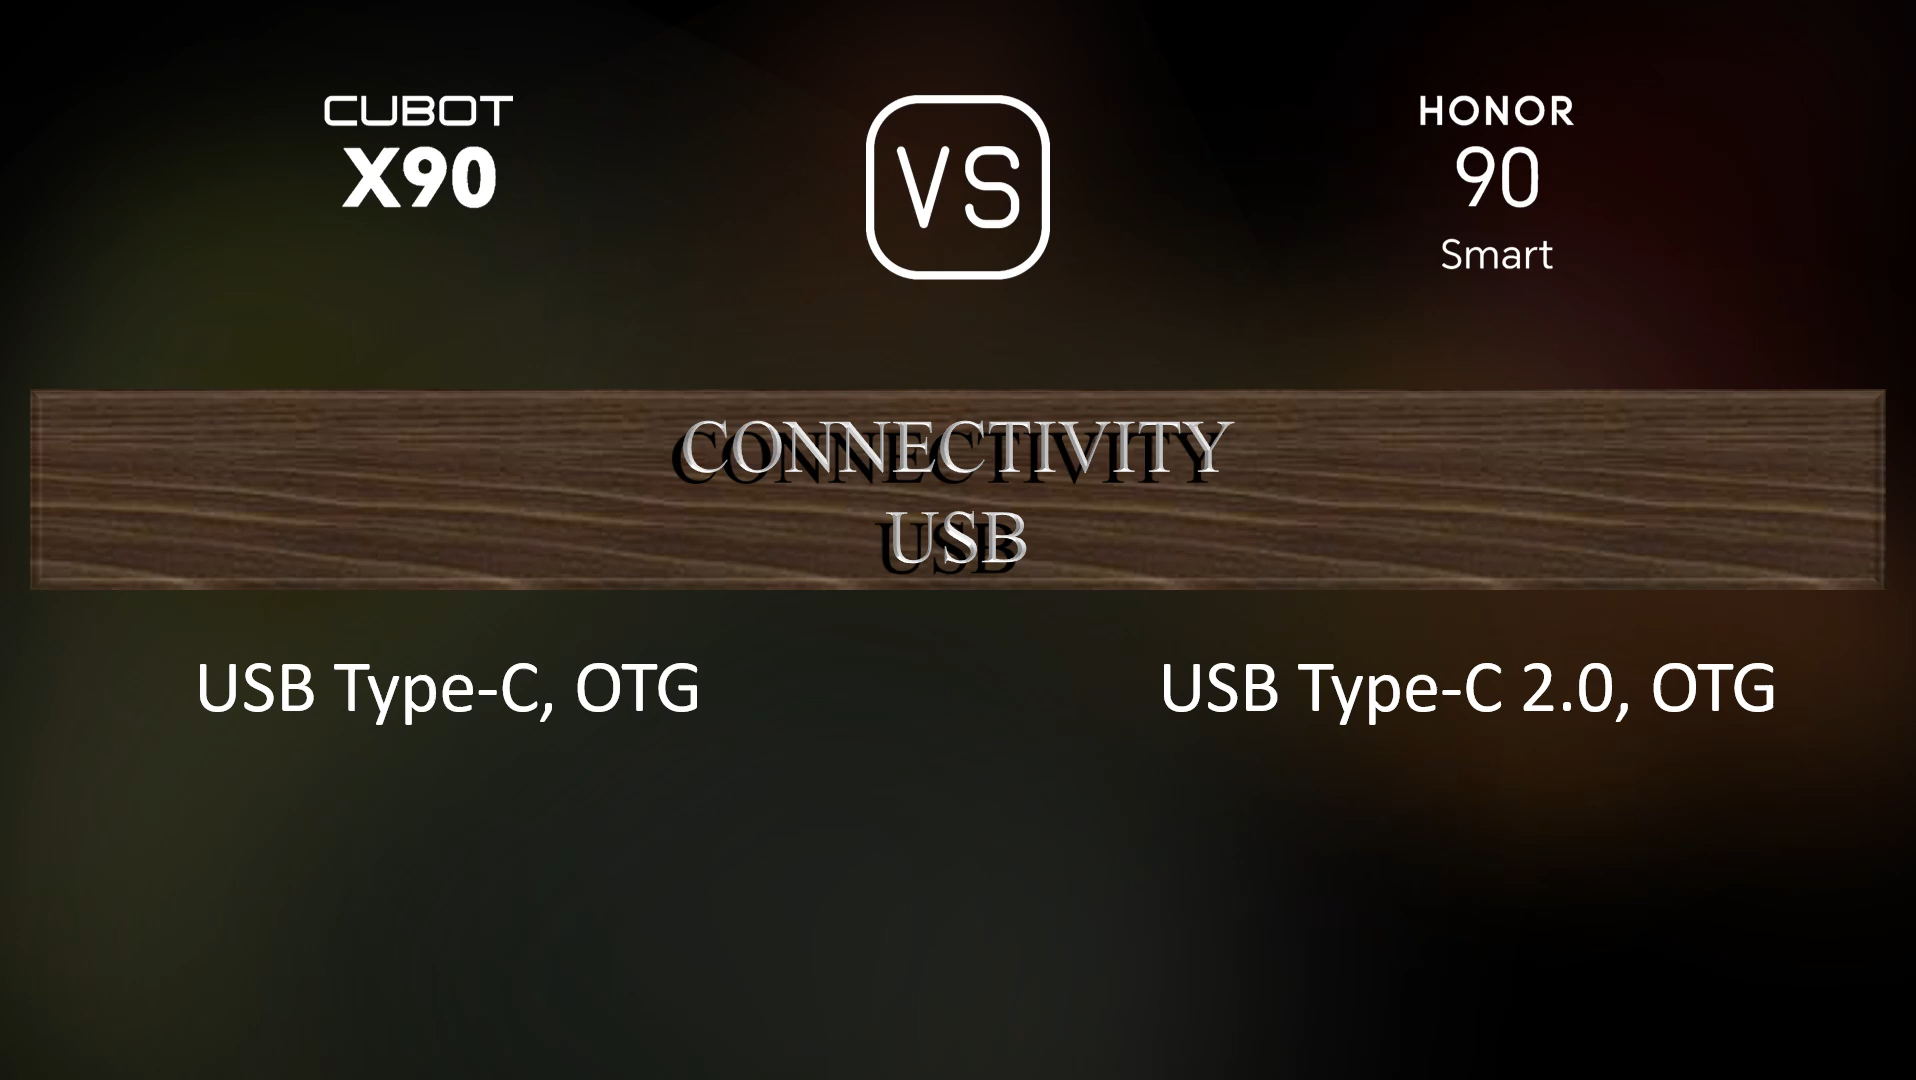 CUBOT
X90
VS
HONOR
90
Smart
CONNECTIVITY
USB
USB Type-C, OTG
USB Type-C 2.0, OTG